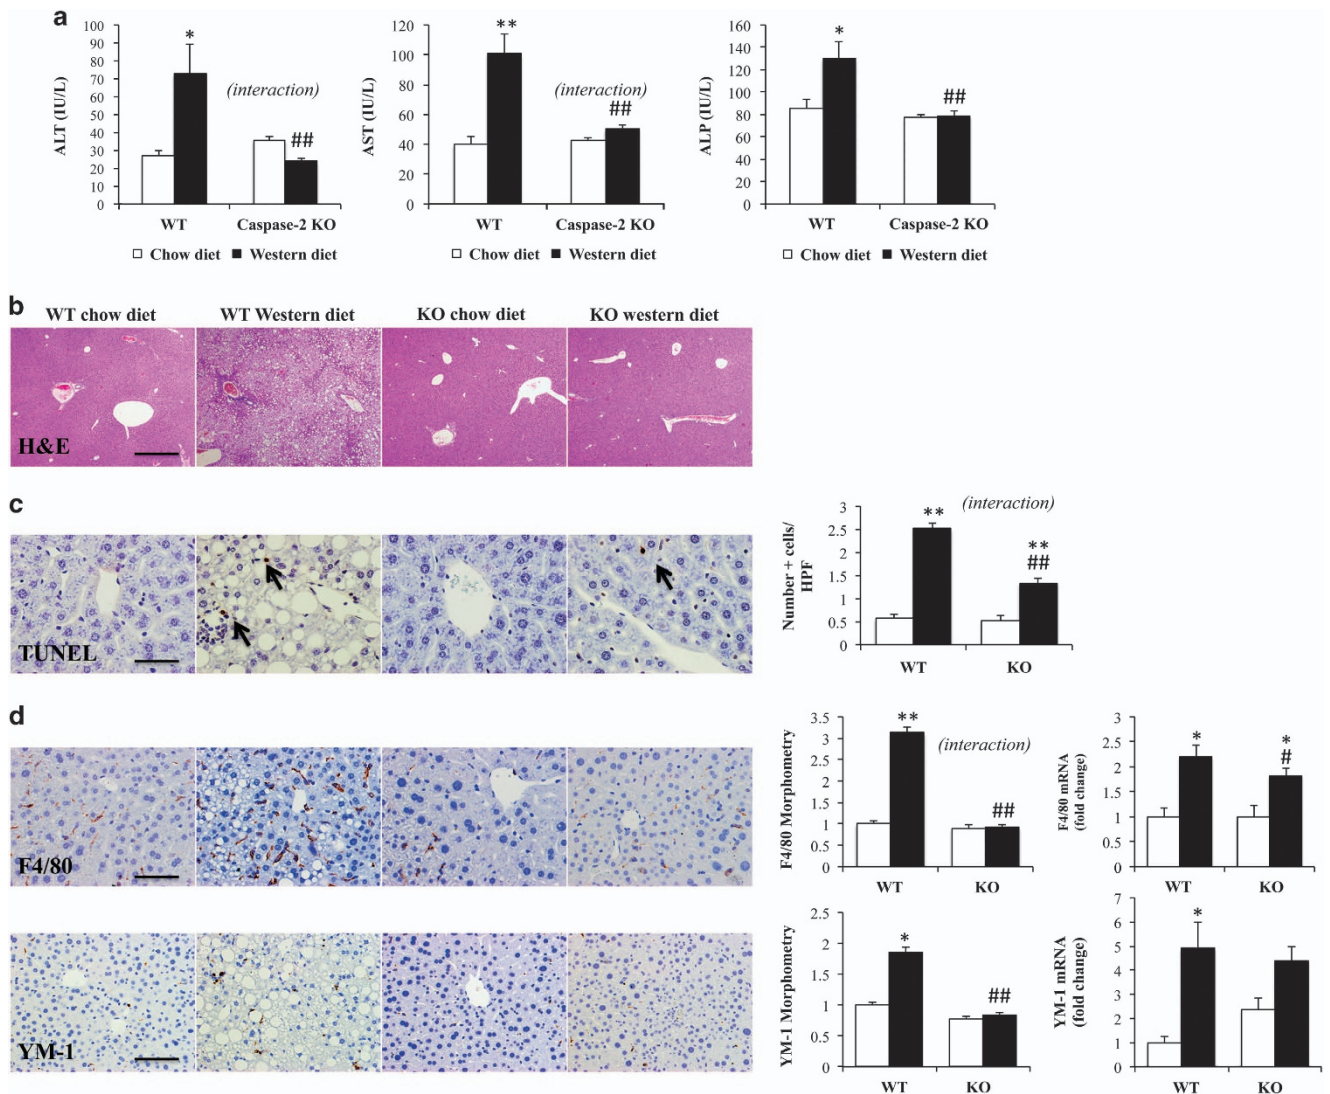 a
ALT (IU/L)
100
90
80
70
60
50
40
30
20
10
0
*
(interaction)
##
WT
Caspase-2 KO
Chow diet
Western diet
AST (IU/L)
120
100
80
60
40
20
0
**
(interaction)
##
WT
Caspase-2 KO
Chow diet
Western diet
ALP (IU/L)
160
140
120
100
80
60
40
20
0
*
##
WT
Caspase-2 KO
Chow diet
Western diet
b
WT chow diet
WT Western diet
KO chow diet
KO western diet
H&E
c
TUNEL
Number + cells/
HPF
3
2.5
2
1.5
1
0.5
0
**
(interaction)
**
##
WT
KO
d
F4/80
F4/80 Morphometry
3.5
3
2.5
2
1.5
1
0.5
0
**
(interaction)
##
WT
KO
F4/80 mRNA
(fold change)
3
2.5
2
1.5
1
0.5
0
*
*
#
WT
KO
YM-1
YM-1 Morphometry
2.5
2
1.5
1
0.5
0
*
##
WT
KO
YM-1 mRNA
(fold change)
7
6
5
4
3
2
1
0
*
WT
KO